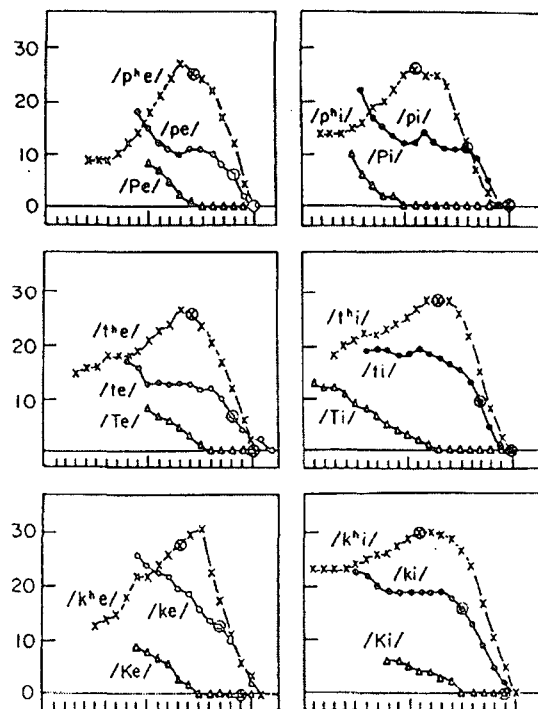 30
20
10
0
/pʰe/
/pe/
/Pe/
/pʰi/
/pi/
/Pi/
30
20
10
/tʰe/
/te/
/Te/
/tʰi/
/ti/
/Ti/
30
20
10
0
/kʰe/
/ke/
/Ke/
/kʰi/
/ki/
/Ki/